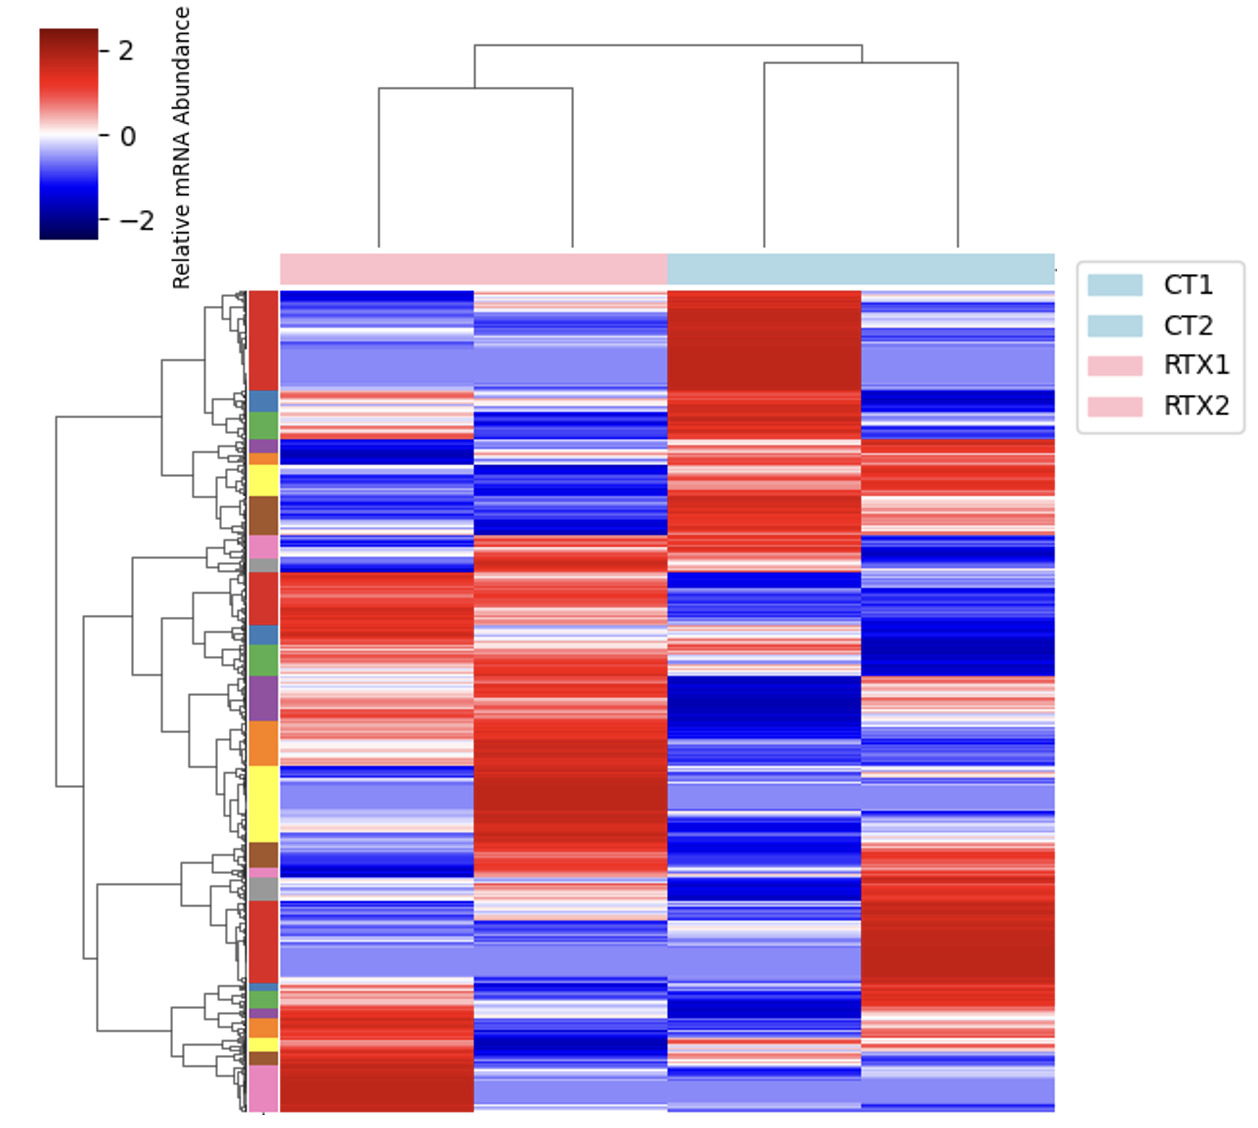 2
0
−2
Relative mRNA Abundance
CT1
CT2
RTX1
RTX2